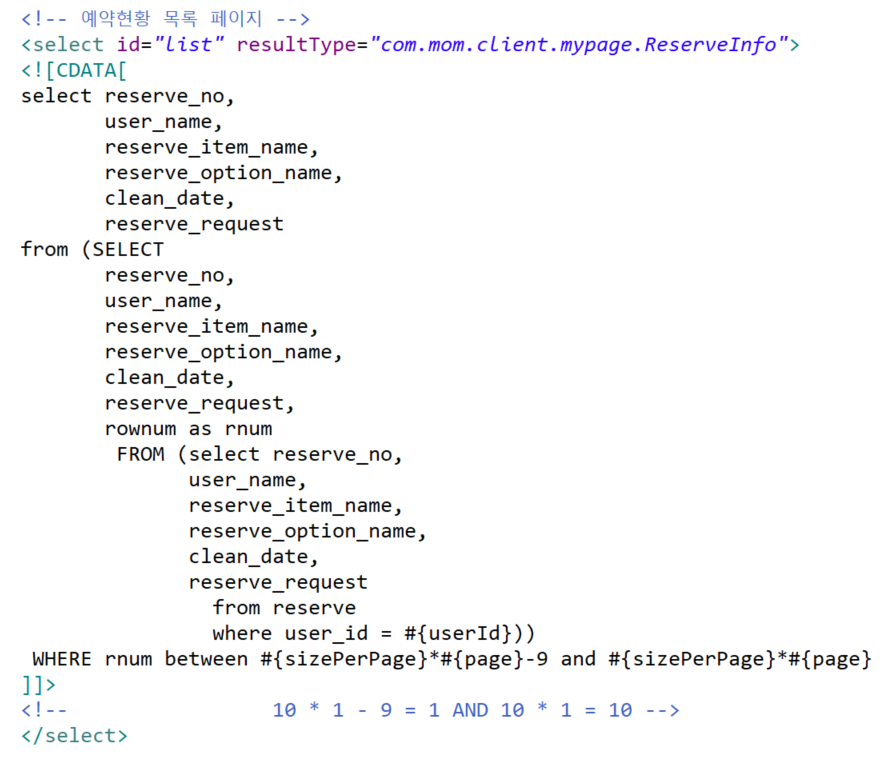 <!-- 예약현황 목록 페이지 -->
<select id="list" resultType="com.mom.client.mypage.ReserveInfo">
<![CDATA[
select reserve_no,
       user_name,
       reserve_item_name,
       reserve_option_name,
       clean_date,
       reserve_request
from (SELECT
       reserve_no,
       user_name,
       reserve_item_name,
       reserve_option_name,
       clean_date,
       reserve_request,
       rownum as rnum
        FROM (select reserve_no,
              user_name,
              reserve_item_name,
              reserve_option_name,
              clean_date,
              reserve_request
                from reserve
                where user_id = #{userId}))
 WHERE rnum between #{sizePerPage}*#{page}-9 and #{sizePerPage}*#{page}
]]>
<!--                 10 * 1 - 9 = 1 AND 10 * 1 = 10 -->
</select>